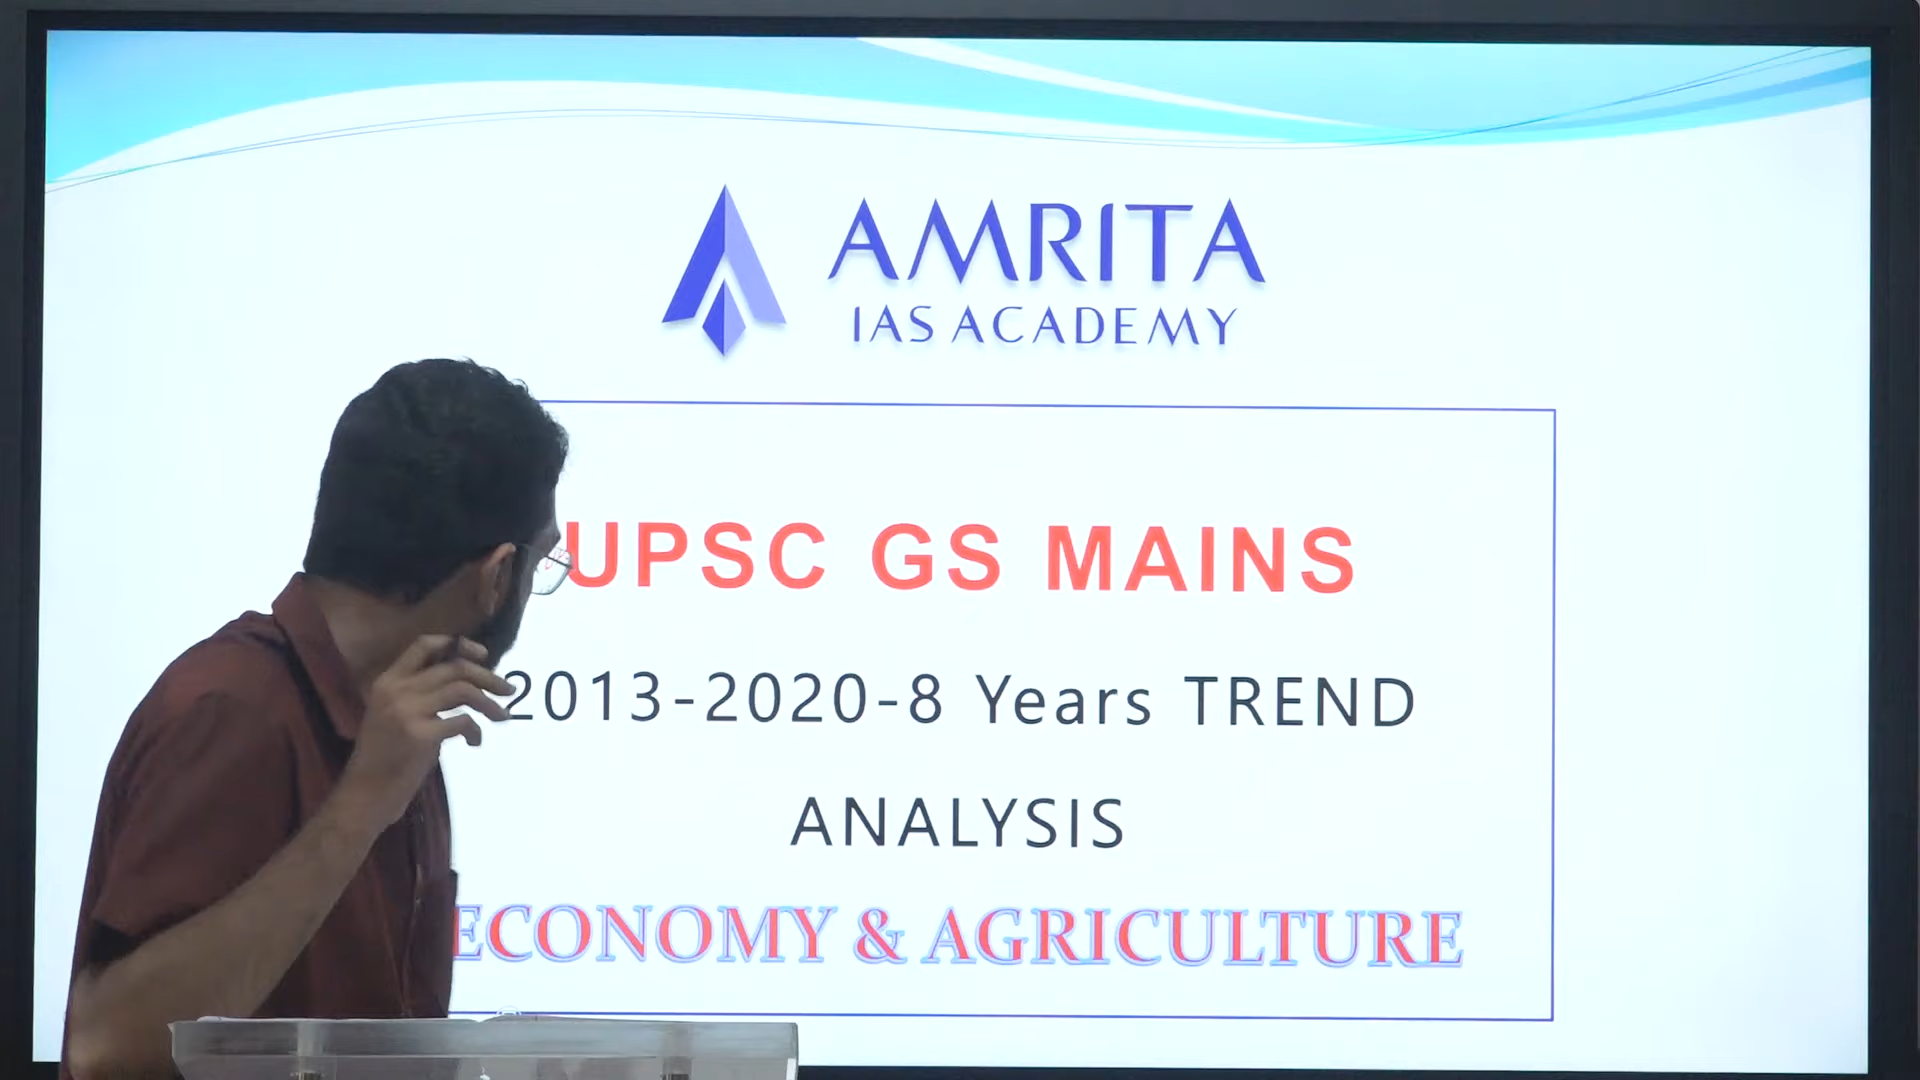 AMRITA
IAS ACADEMY
UPSC GS MAINS
2013-2020-8 Years TREND
ANALYSIS
ECONOMY & AGRICULTURE